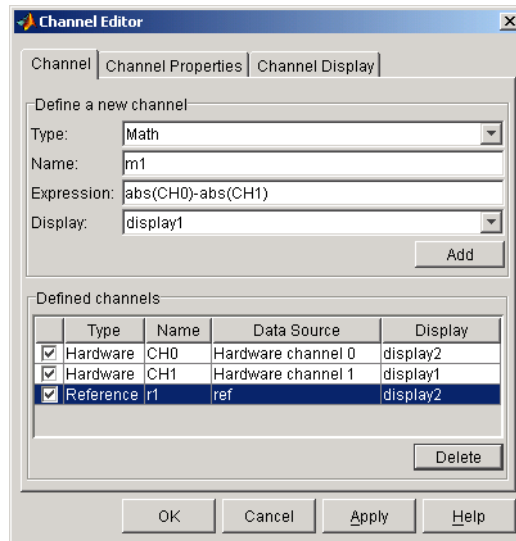 Channel Editor
Channel Channel Properties Channel Display
Define a new channel
Type: Math
Name: m1
Expression: abs(CH0)-abs(CH1)
Display: display1
Add
Defined channels
Type Name Data Source Display
Hardware CH0 Hardware channel 0 display2
Hardware CH1 Hardware channel 1 display1
Reference r1 ref display2
Delete
OK Cancel Apply Help